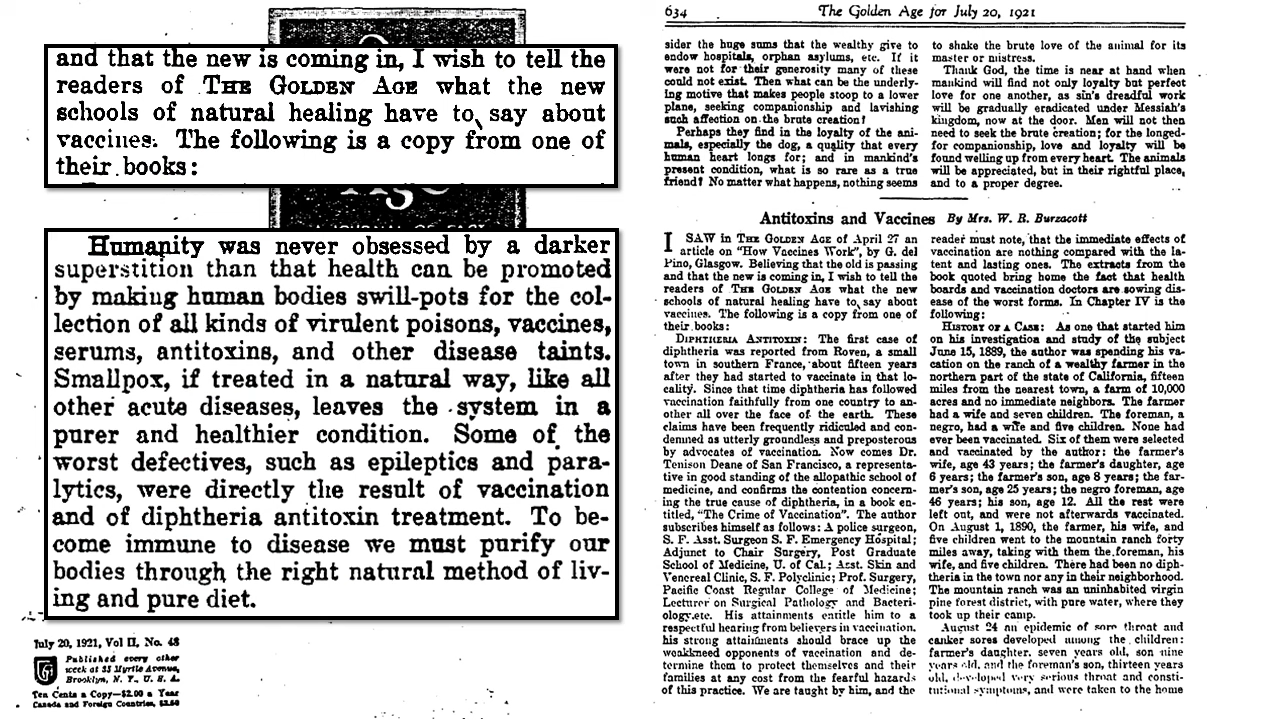 and that the new is coming in, I wish to tell the
readers of THE GOLDEN AGE what the new
schools of natural healing have to say about
vaccines. The following is a copy from one of
their books:
Humanity was never obsessed by a darker
superstition than that health can be promoted
by making human bodies swill-pots for the col-
lection of all kinds of virulent poisons, vaccines,
serums, antitoxins, and other disease taints.
Smallpox, if treated in a natural way, like all
other acute diseases, leaves the system in a
purer and healthier condition. Some of the
worst defectives, such as epileptics and para-
lytics, were directly the result of vaccination
and of diphtheria antitoxin treatment. To be-
come immune to disease we must purify our
bodies through the right natural method of liv-
ing and pure diet.
July 20, 1921, Vol II, No. 48
Published every other
week at 35 Myrtle Avenue,
Brooklyn, N. Y., U. S. A.
Ten Cents a Copy—$2.00 a Year
Canada and Foreign Countries, $2.50
634 The Golden Age for July 20, 1921
sider the huge sums that the wealthy give to
endow hospitals, orphan asylums, etc. If it
were not for their generosity many of these
could not exist. Then what can be the underly-
ing motive that makes people stoop to a lower
plane, seeking companionship and lavishing
such affection on the brute creation?
Perhaps they find in the loyalty of the ani-
mals, especially the dog, a quality that every
human heart longs for; and in mankind's
present condition, what is so rare as a true
friend? No matter what happens, nothing seems
to shake the brute love of the animal for its
master or mistress.
Thank God, the time is near at hand when
mankind will find not only loyalty but perfect
love for one another, as sin's dreadful work
will be gradually eradicated under Messiah's
kingdom, now at the door. Men will not then
need to seek the brute creation; for the longed-
for companionship, love and loyalty will be
found welling up from every heart. The animals
will be appreciated, but in their rightful place,
and to a proper degree.
Antitoxins and Vaccines By Mrs. W. R. Burzacott
I SAW in THE GOLDEN AGE of April 27 an
article on "How Vaccines Work", by G. del
Pino, Glasgow. Believing that the old is passing
and that the new is coming in, I wish to tell the
readers of THE GOLDEN AGE what the new
schools of natural healing have to say about
vaccines. The following is a copy from one of
their books:
DIPHTHERIA ANTITOXIN: The first case of
diphtheria was reported from Roven, a small
town in southern France, about fifteen years
after they had started to vaccinate in that lo-
cality. Since that time diphtheria has followed
vaccination faithfully from one country to an-
other all over the face of the earth. These
claims have been frequently ridiculed and con-
demned as utterly groundless and preposterous
by advocates of vaccination. Now comes Dr.
Tenison Deane of San Francisco, a representa-
tive in good standing of the allopathic school of
medicine, and confirms the contention concern-
ing the true cause of diphtheria, in a book en-
titled, "The Crime of Vaccination". The author
subscribes himself as follows: A police surgeon,
S. F. Asst. Surgeon S. F. Emergency Hospital;
Adjunct to Chair Surgery, Post Graduate
School of Medicine, U. of Cal.; Asst. Skin and
Venereal Clinic, S. F. Polyclinic; Prof. Surgery,
Pacific Coast Regular College of Medicine;
Lecturer on Surgical Pathology and Bacteri-
ology, etc. His attainments entitle him to a
respectful hearing from believers in vaccination.
his strong attainments should brace up the
weakkneed opponents of vaccination and de-
termine them to protect themselves and their
families at any cost from the fearful hazards
of this practice. We are taught by him, and the
reader must note, that the immediate effects of
vaccination are nothing compared with the la-
tent and lasting ones. The extracts from the
book quoted bring home the fact that health
boards and vaccination doctors are sowing dis-
ease of the worst forms. In Chapter IV is the
following:
HISTORY OF A CASE: As one that started him
on his investigation and study of the subject
June 15, 1889, the author was spending his va-
cation on the ranch of a wealthy farmer in the
northern part of the state of California, fifteen
miles from the nearest town, a farm of 10,000
acres and no immediate neighbors. The farmer
had a wife and seven children. The foreman, a
negro, had a wife and five children. None had
ever been vaccinated. Six of them were selected
and vaccinated by the author: the farmer's
wife, age 43 years; the farmer's daughter, age
6 years; the farmer's son, age 8 years; the far-
mer's son, age 25 years; the negro foreman, age
46 years; his son, age 12. All the rest were
left out, and were not afterwards vaccinated.
On August 1, 1890, the farmer, his wife, and
five children went to the mountain ranch forty
miles away, taking with them the foreman, his
wife, and five children. There had been no diph-
theria in the town nor any in their neighborhood.
The mountain ranch was an uninhabited virgin
pine forest district, with pure water, where they
took up their camp.
August 24 an epidemic of sore throat and
canker sores developed among the children:
farmer's daughter, seven years old, son nine
years old, and the foreman's son, thirteen years
old, developed very serious throat and consti-
tutional symptoms, and were taken to the home